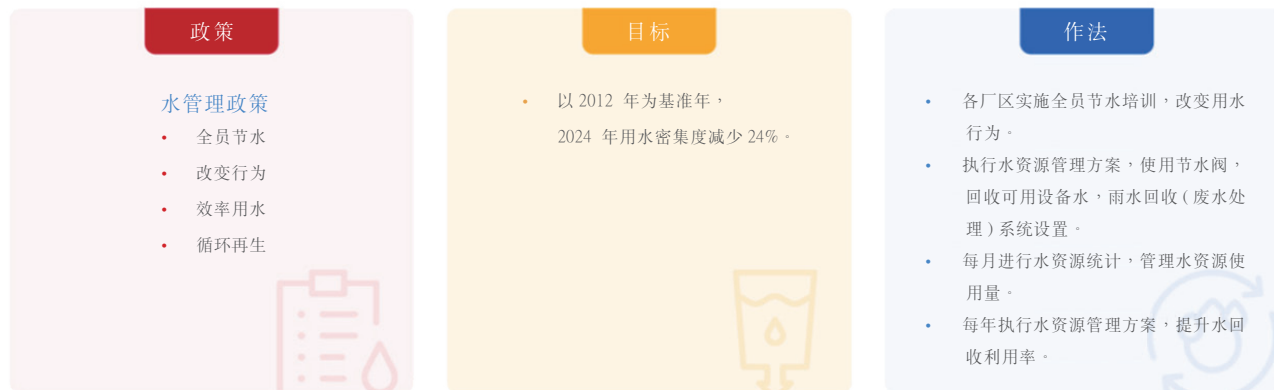 政策
水管理政策
• 全员节水
• 改变行为
• 效率用水
• 循环再生
目标
• 以 2012 年为基准年，
2024 年用水密集度减少 24%。
作法
• 各厂区实施全员节水培训，改变用水
行为。
• 执行水资源管理方案，使用节水阀，
回收可用设备水，雨水回收 ( 废水处
理 ) 系统设置。
• 每月进行水资源统计，管理水资源使
用量。
• 每年执行水资源管理方案，提升水回
收利用率。